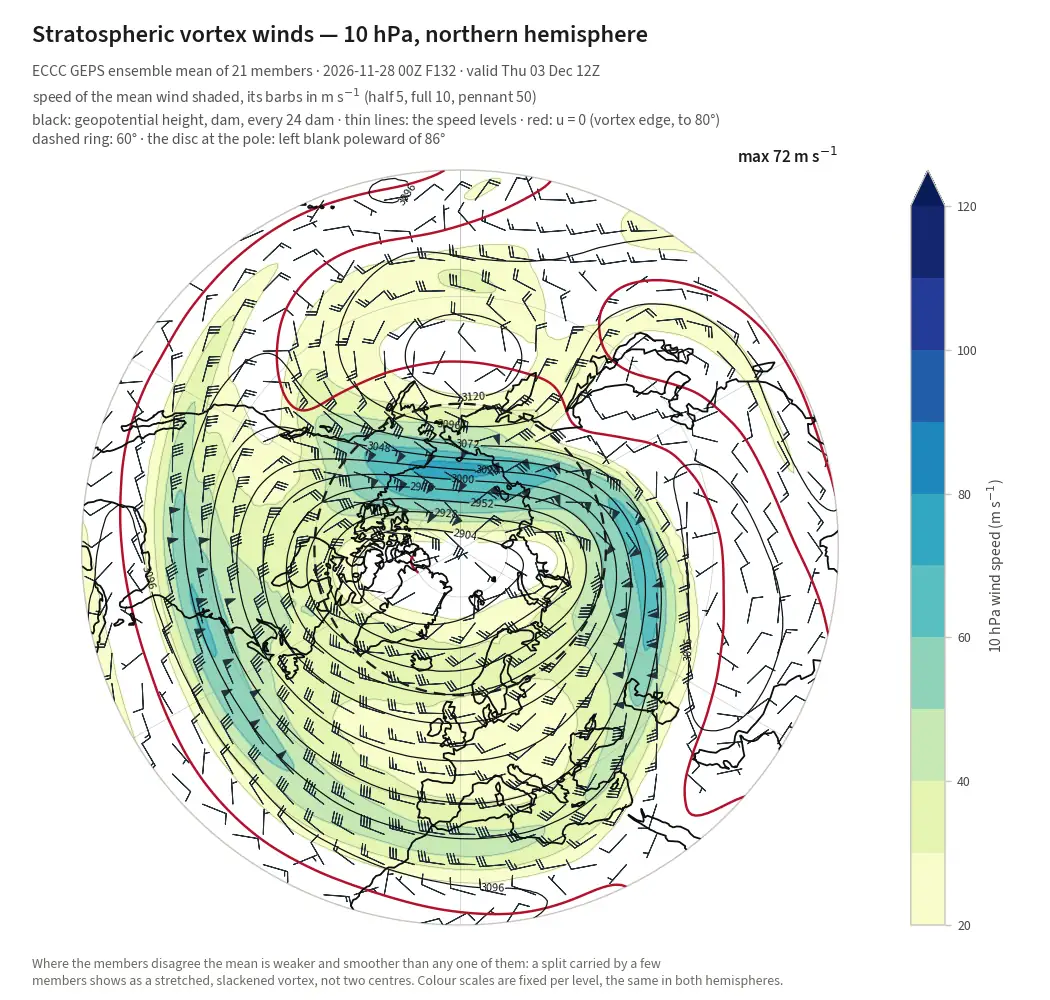 Stratospheric vortex winds — 10 hPa, northern hemisphere
ECCC GEPS ensemble mean of 21 members · 2026-11-28 00Z F132 · valid Thu 03 Dec 12Z
speed of the mean wind shaded, its barbs in m s⁻¹ (half 5, full 10, pennant 50)
black: geopotential height, dam, every 24 dam · thin lines: the speed levels · red: u = 0 (vortex edge, to 80°)
dashed ring: 60° · the disc at the pole: left blank poleward of 86°
max 72 m s⁻¹
120
100
80
60
40
20
10 hPa wind speed (m s⁻¹)
3096
3120
3096
3072
3048
3000
2952
2904
3096
3096
Where the members disagree the mean is weaker and smoother than any one of them: a split carried by a few
members shows as a stretched, slackened vortex, not two centres. Colour scales are fixed per level, the same in both hemispheres.